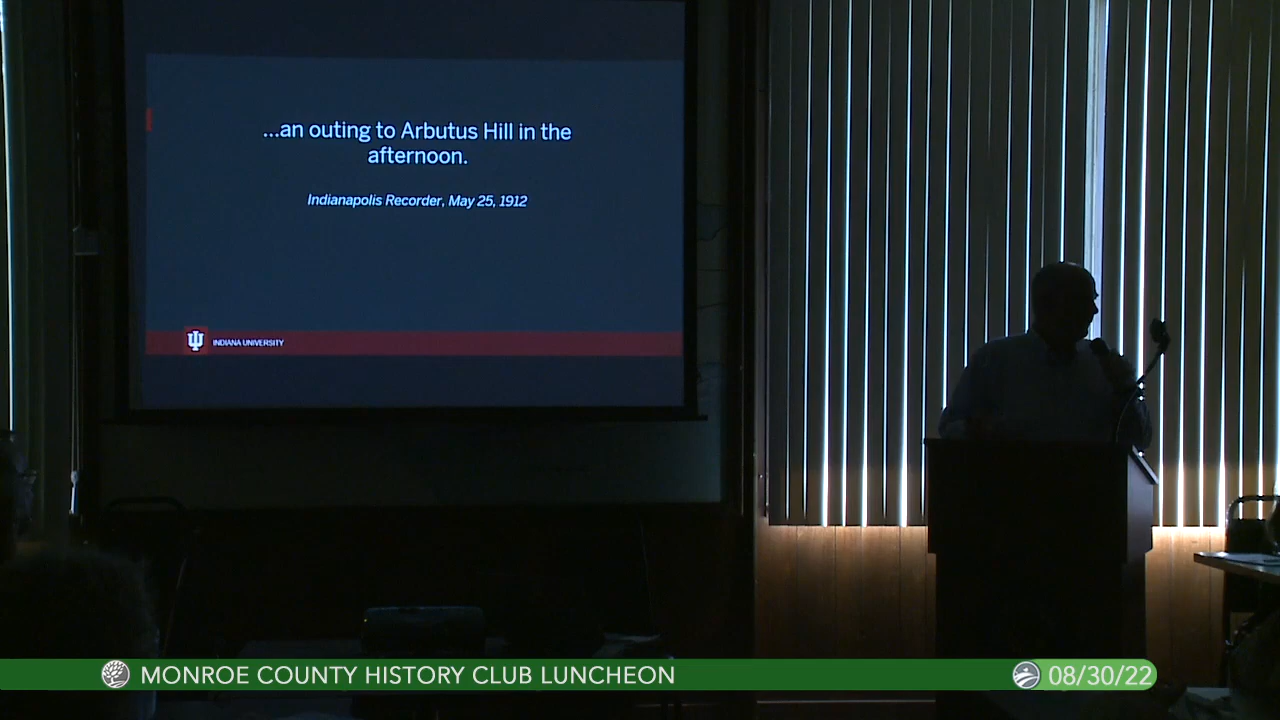 ...an outing to Arbutus Hill in the
afternoon.
Indianapolis Recorder, May 25, 1912
INDIANA UNIVERSITY
MONROE COUNTY HISTORY CLUB LUNCHEON
08/30/22